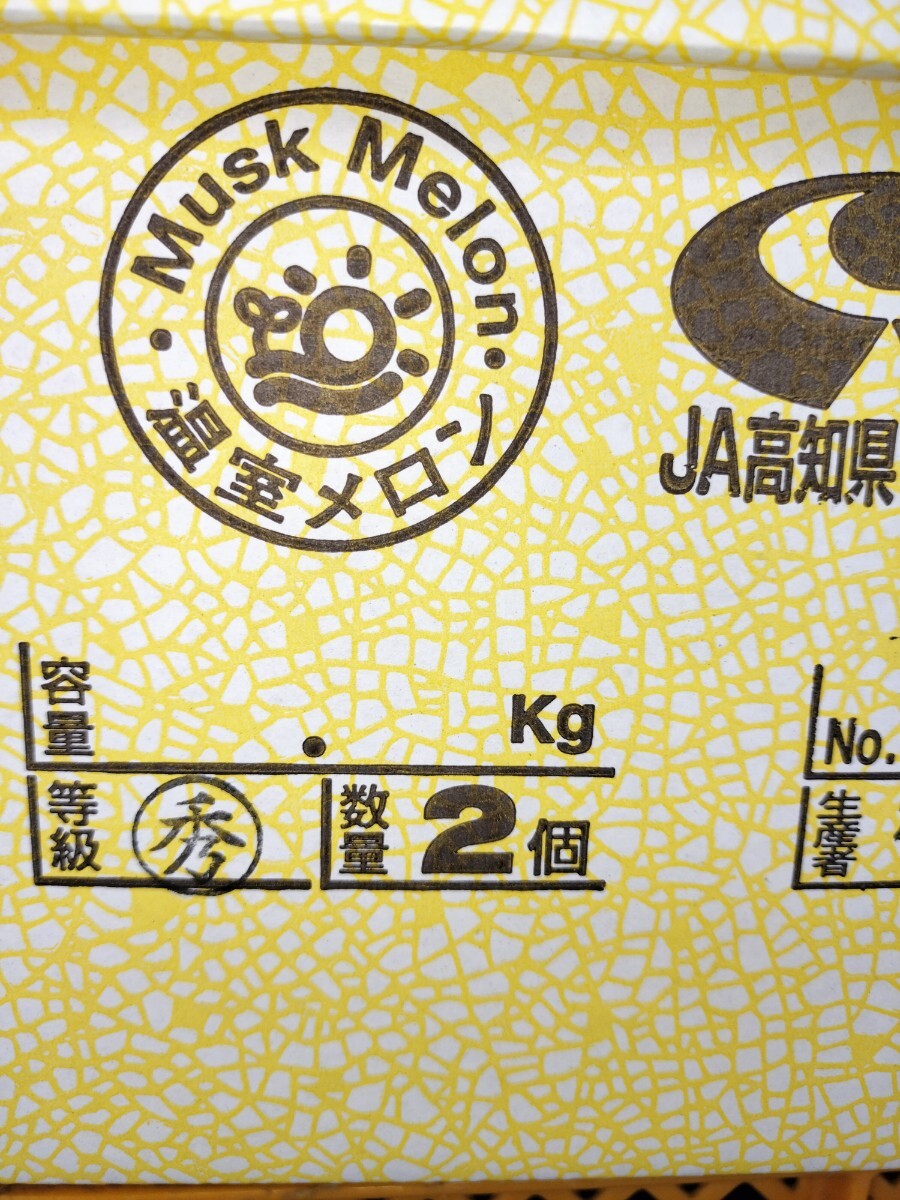 ・Musk Melon・
温室メロン
JA高知県
容量 . Kg
No.
等級 秀 数量 2個
生産者